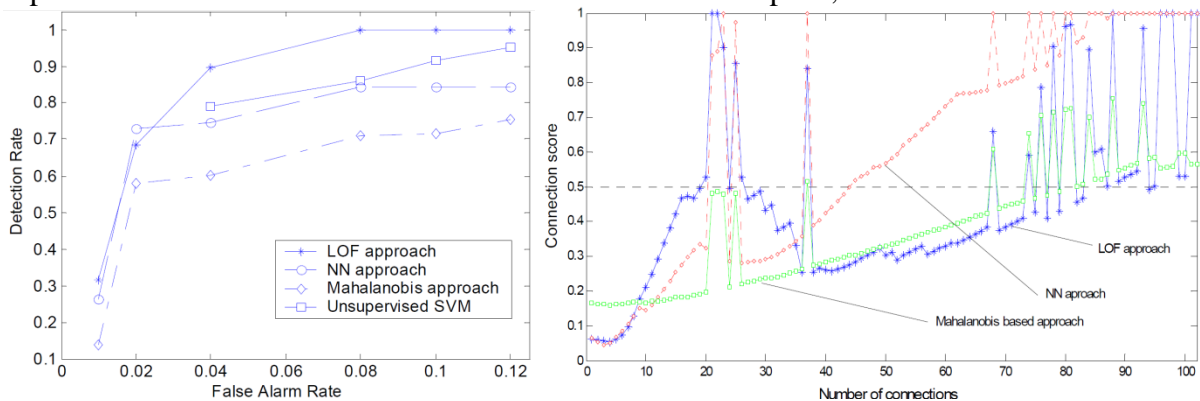 1
0.9
0.8
0.7
0.6
0.5
0.4
0.3
0.2
0.1
0 0.02 0.04 0.06 0.08 0.1 0.12
Detection Rate
False Alarm Rate
LOF approach
NN approach
Mahalanobis approach
Unsupervised SVM
1
0.9
0.8
0.7
0.6
0.5
0.4
0.3
0.2
0.1
0
0 10 20 30 40 50 60 70 80 90 100
Connection score
Number of connections
LOF approach
NN aproach
Mahalanobis based approach